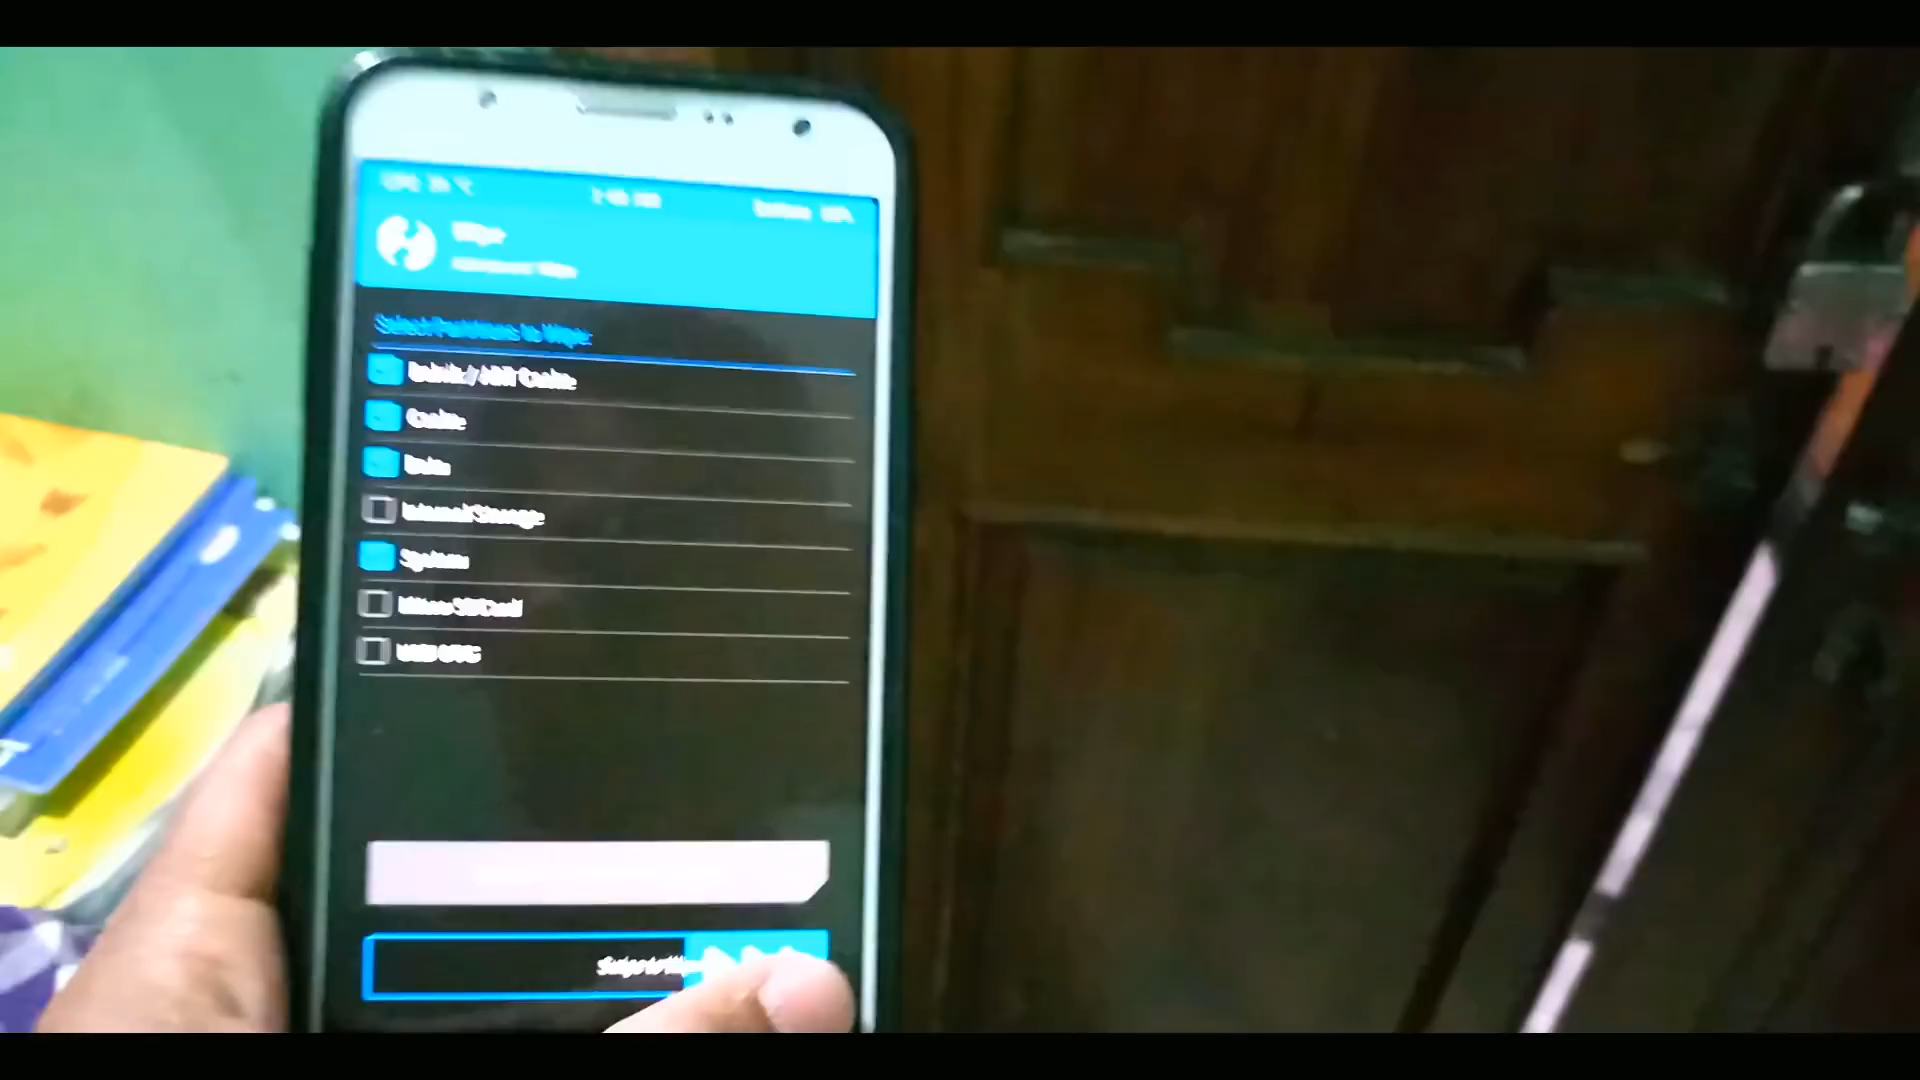 Wipe
Advanced Wipe
Select Partitions to Wipe:
Dalvik / ART Cache
Cache
Data
Internal Storage
System
Micro SDCard
USB OTG
Swipe to Wipe